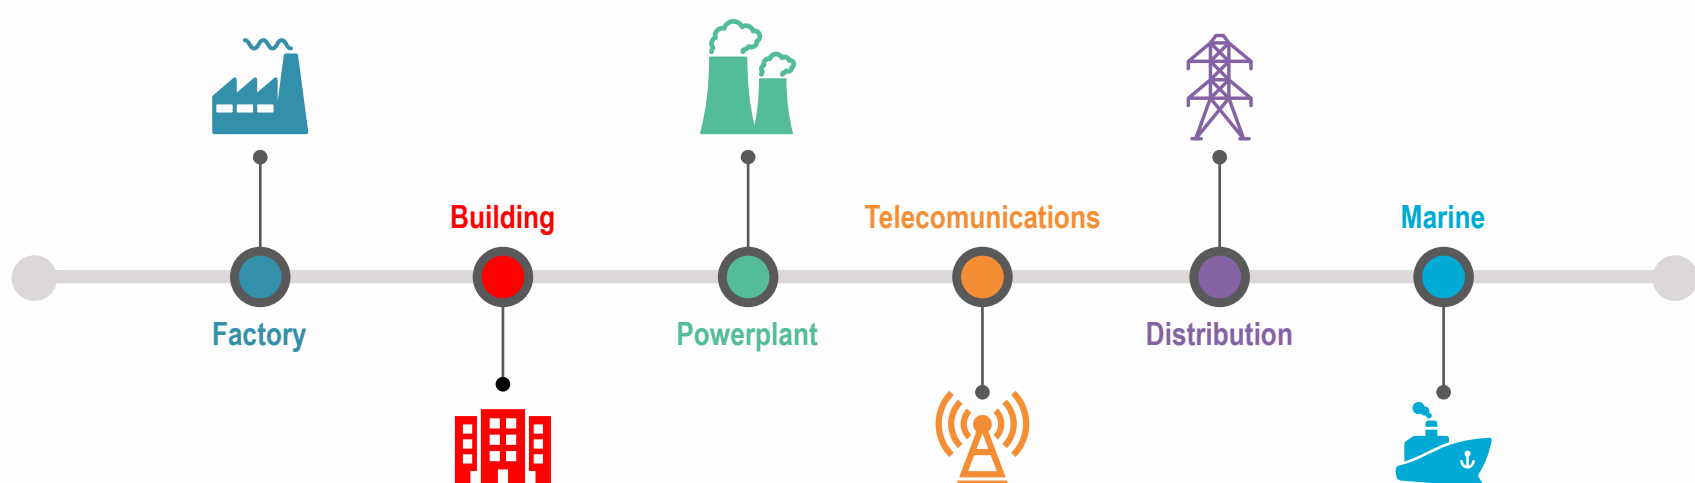 Building
Telecomunications
Marine
Factory
Powerplant
Distribution